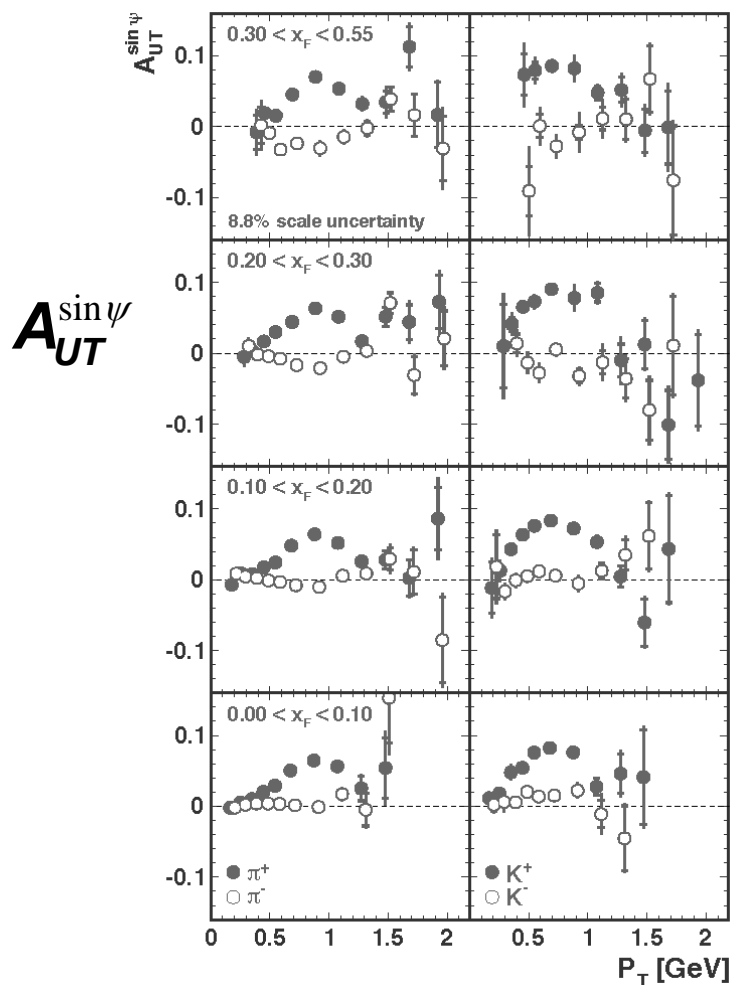 A_UT^sin ψ
0.30 < x_F < 0.55
0.1
0
-0.1
8.8% scale uncertainty
A_UT^sin ψ
0.20 < x_F < 0.30
0.1
0
-0.1
0.10 < x_F < 0.20
0.1
0
-0.1
0.00 < x_F < 0.10
0.1
0
-0.1
π⁺ K⁺
π⁻ K⁻
0 0.5 1 1.5 2 0.5 1 1.5 2
P_T [GeV]